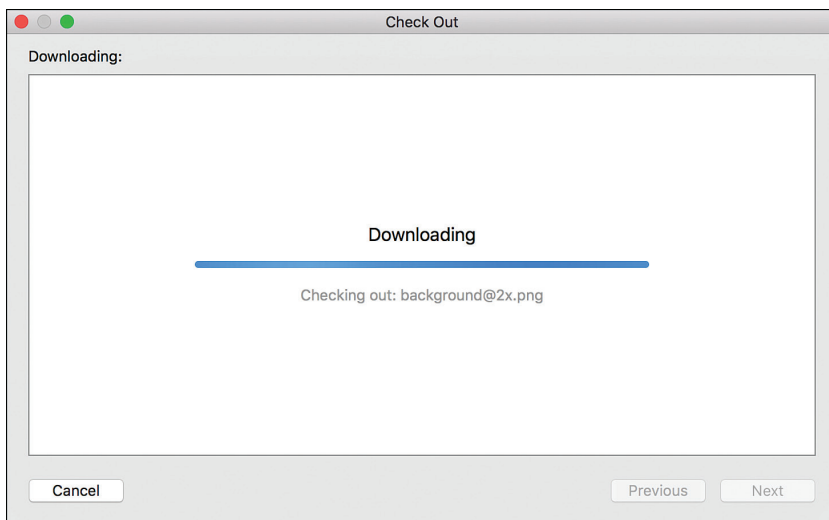 Check Out
Downloading:
Downloading
Checking out: background@2x.png
Cancel
Previous
Next